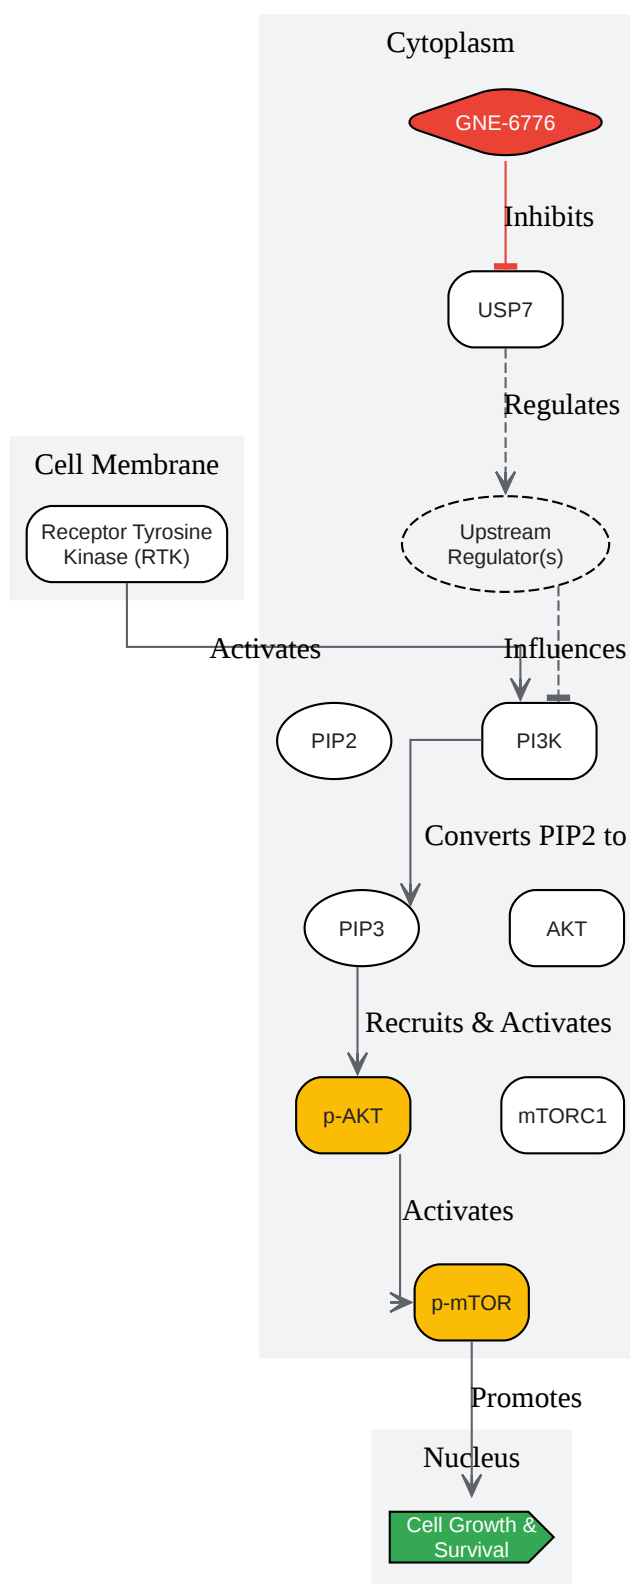 Cytoplasm
GNE-6776
Inhibits
USP7
Regulates
Cell Membrane
Receptor Tyrosine
Kinase (RTK)
Upstream
Regulator(s)
Activates
Influences
PIP2
PI3K
Converts PIP2 to
PIP3
AKT
Recruits & Activates
p-AKT
mTORC1
Activates
p-mTOR
Promotes
Nucleus
Cell Growth &
Survival